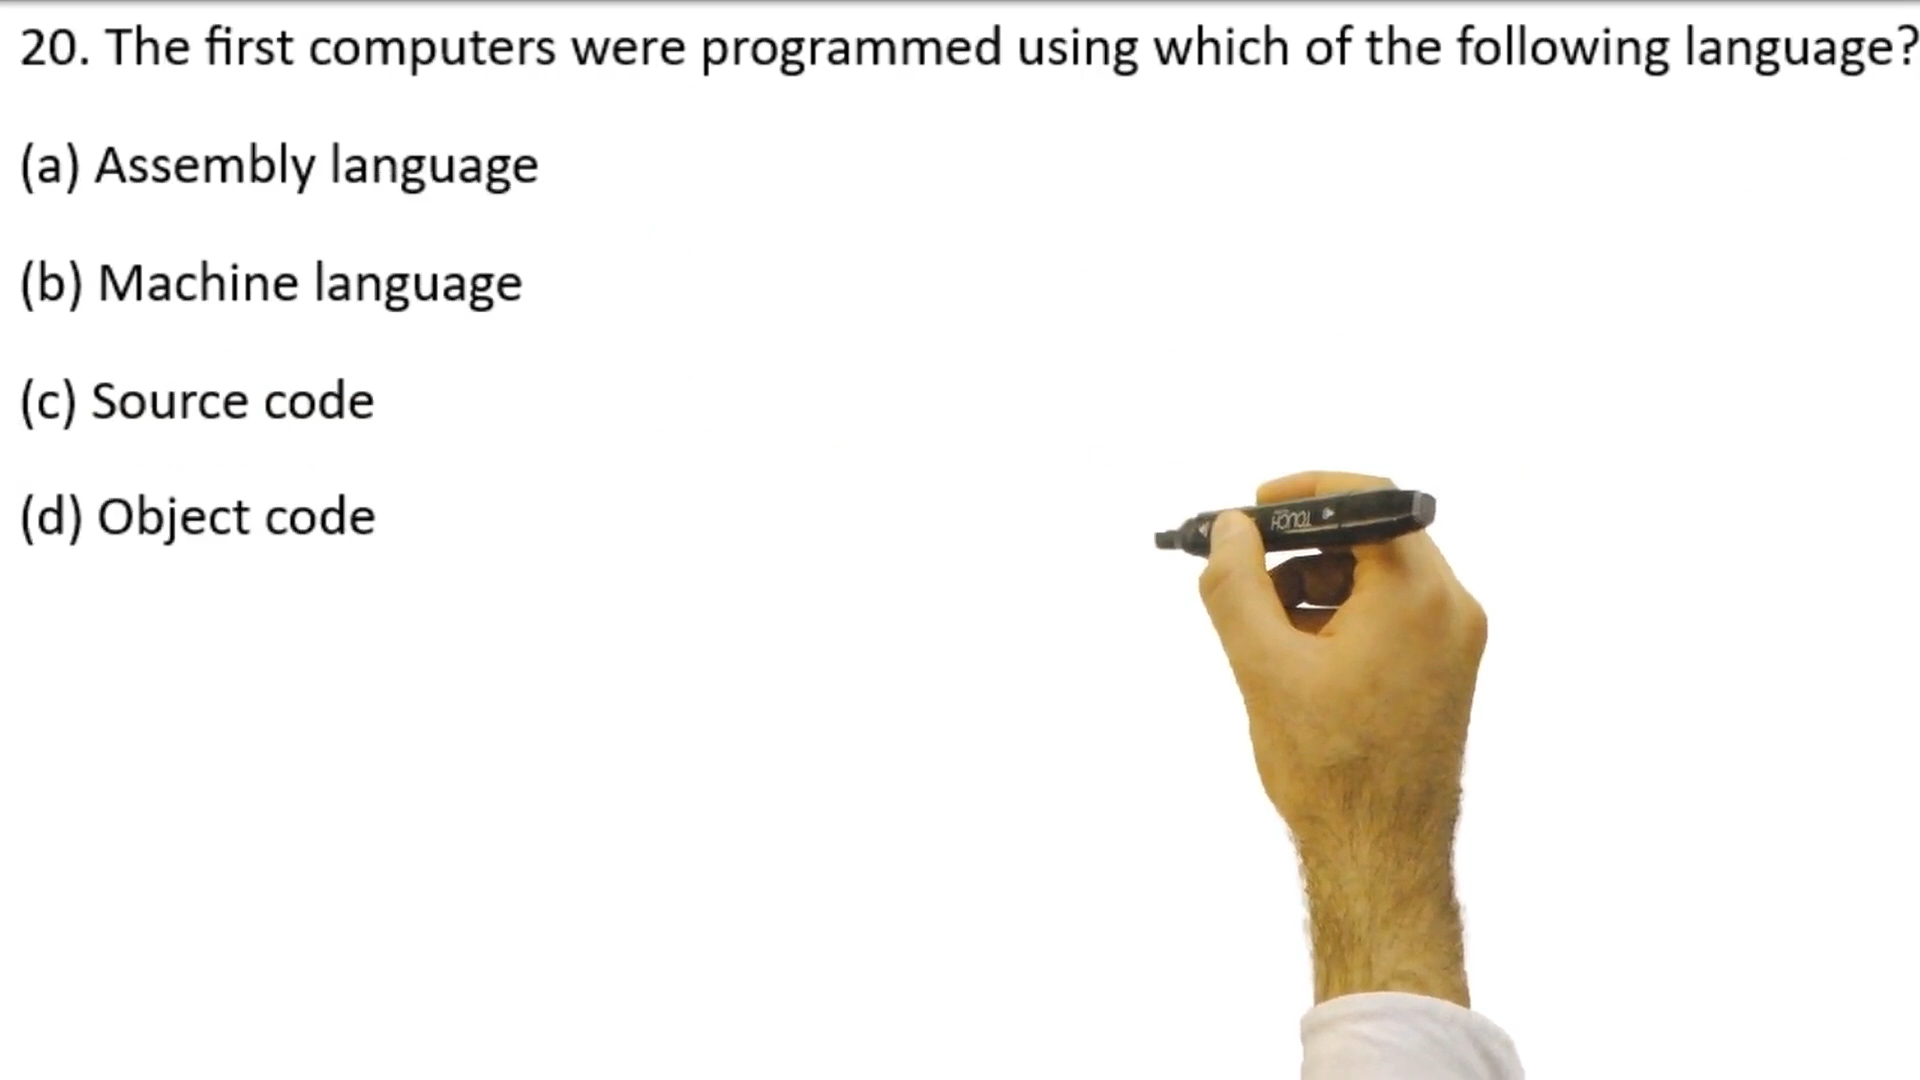 20. The first computers were programmed using which of the following language?
(a) Assembly language
(b) Machine language
(c) Source code
(d) Object code
TOUCH